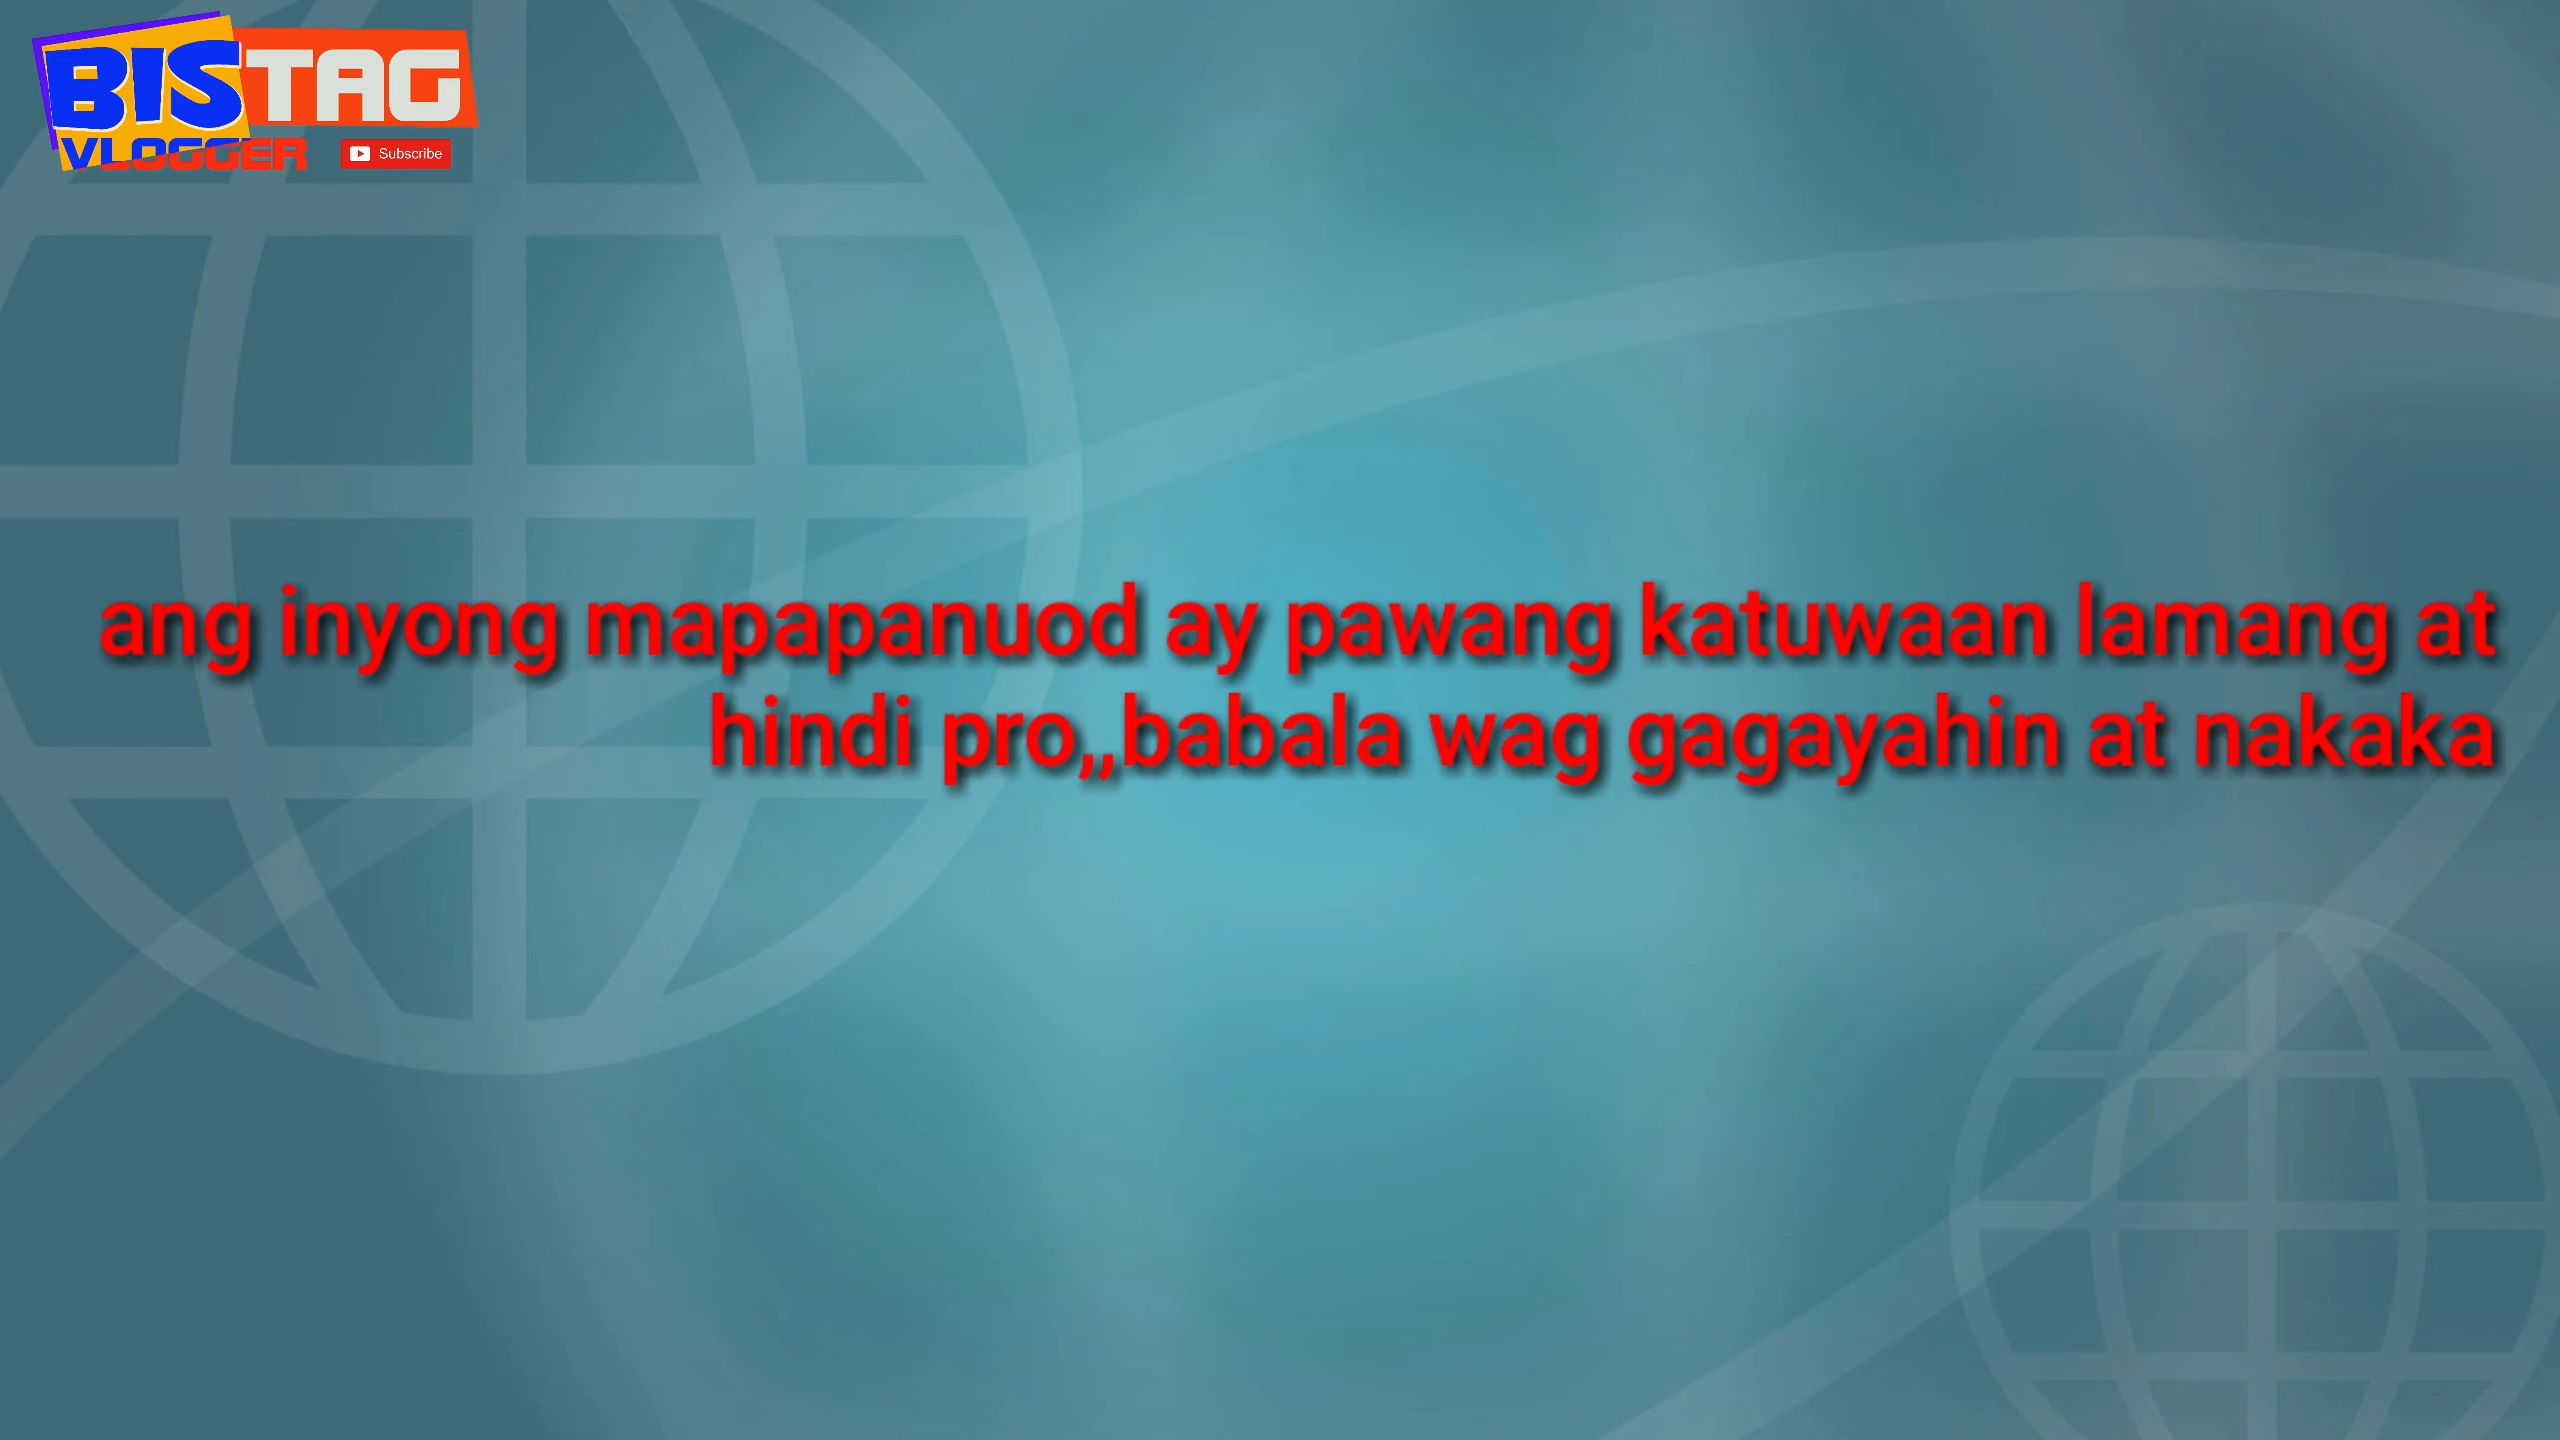 BISTAG
VLOGGER
Subscribe
ang inyong mapapanuod ay pawang katuwaan lamang at
hindi pro,,babala wag gagayahin at nakaka